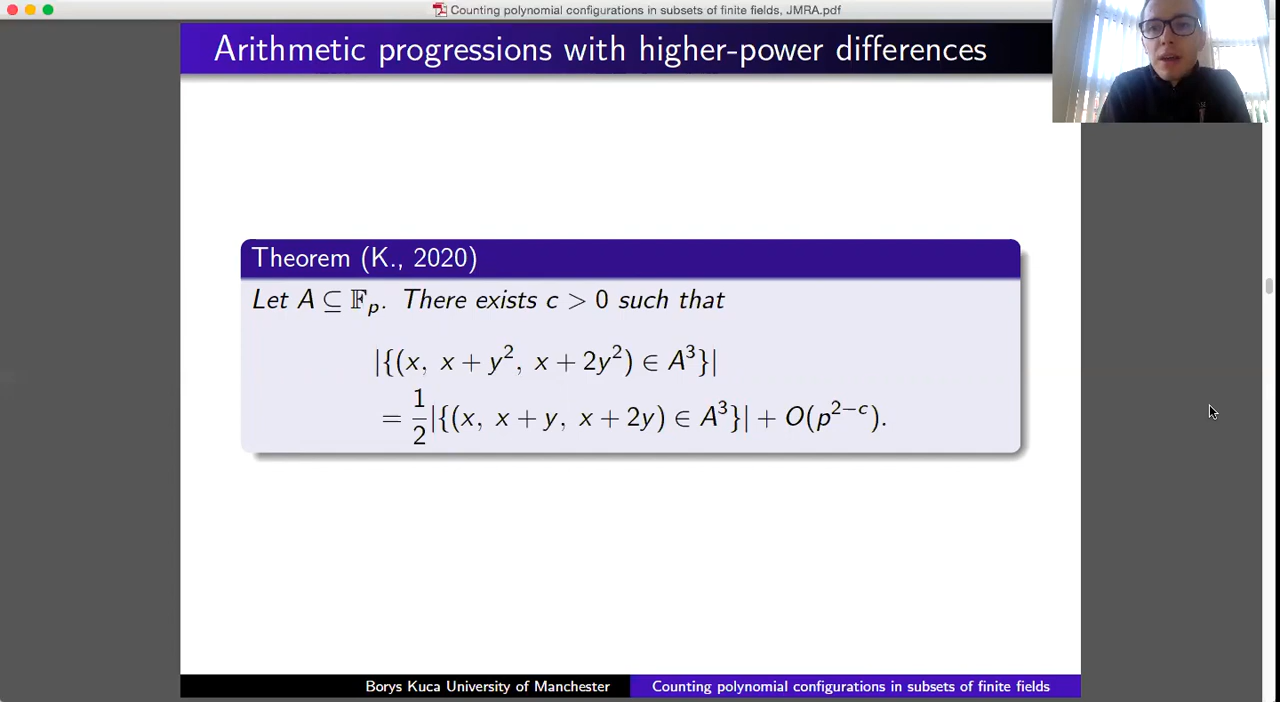 Counting polynomial configurations in subsets of finite fields, JMRA.pdf
Arithmetic progressions with higher-power differences
Theorem (K., 2020)
Let A ⊆ 𝔽ₚ. There exists c > 0 such that
|{(x, x + y², x + 2y²) ∈ A³}|
= 1/2|{(x, x + y, x + 2y) ∈ A³}| + O(p²⁻ᶜ).
Borys Kuca University of Manchester
Counting polynomial configurations in subsets of finite fields